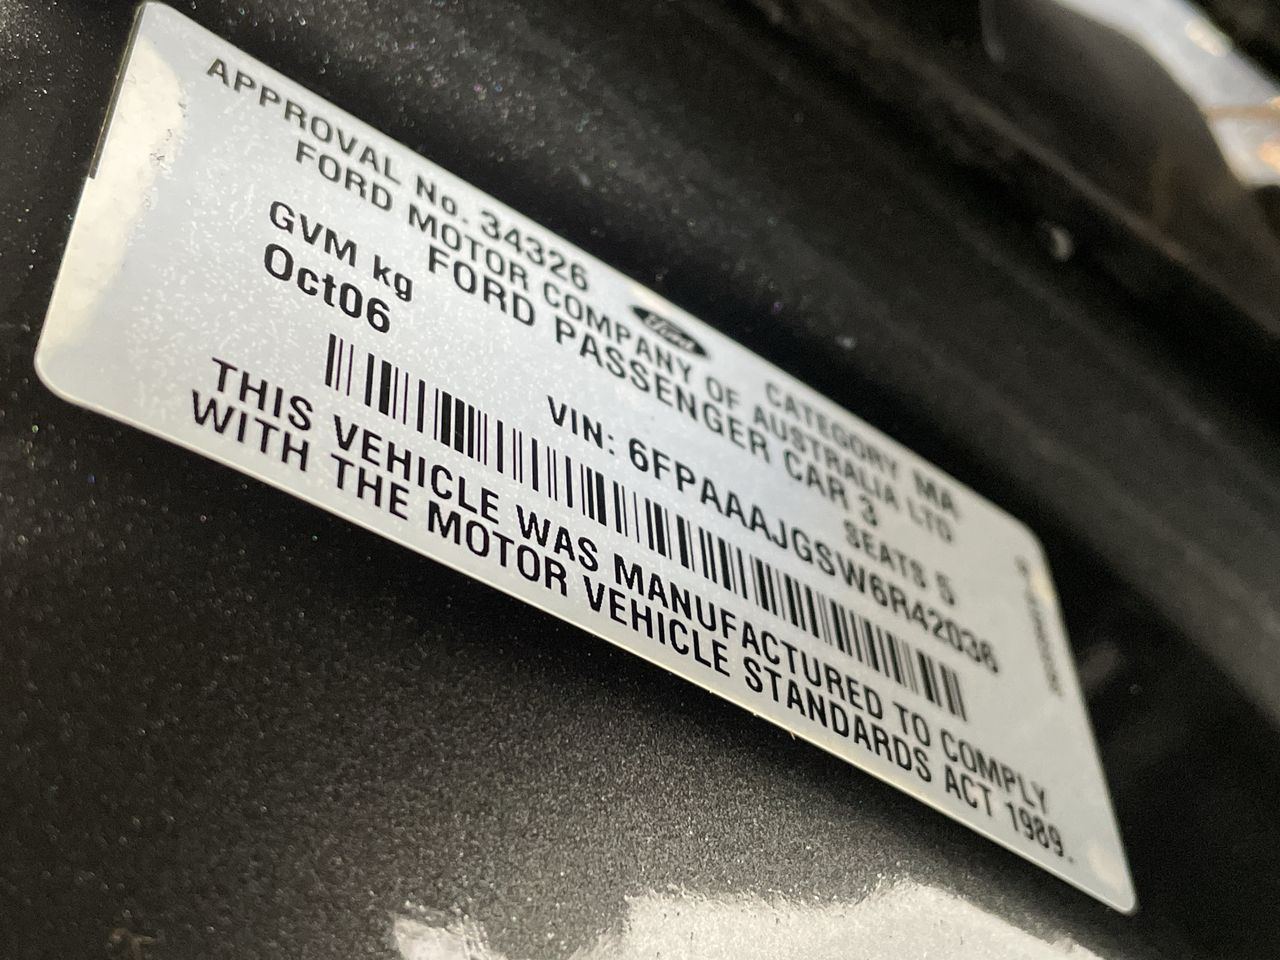 APPROVAL No. 34326 Ford CATEGORY MA
FORD MOTOR COMPANY OF AUSTRALIA LTD
FORD PASSENGER CAR 3
GVM kg SEATS 5
Oct06 VIN: 6FPAAAJGSW6R42036
THIS VEHICLE WAS MANUFACTURED TO COMPLY
WITH THE MOTOR VEHICLE STANDARDS ACT 1989.